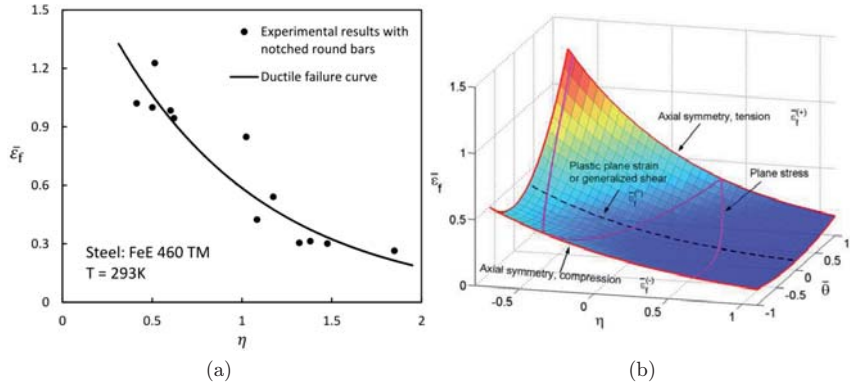 1.5
1.2
0.9
0.6
0.3
0
0
0.5
1
1.5
2
ε̄f
η
Experimental results with
notched round bars
Ductile failure curve
Steel: FeE 460 TM
T = 293K
(a)
1.5
1
0.5
0
ε̄f
-0.5
0
0.5
1
η
-1
-0.5
0
0.5
1
θ̄
Axial symmetry, tension ε̄f(+)
Plastic plane strain
or generalized shear
Plane stress
Axial symmetry, compression ε̄f(-)
(b)